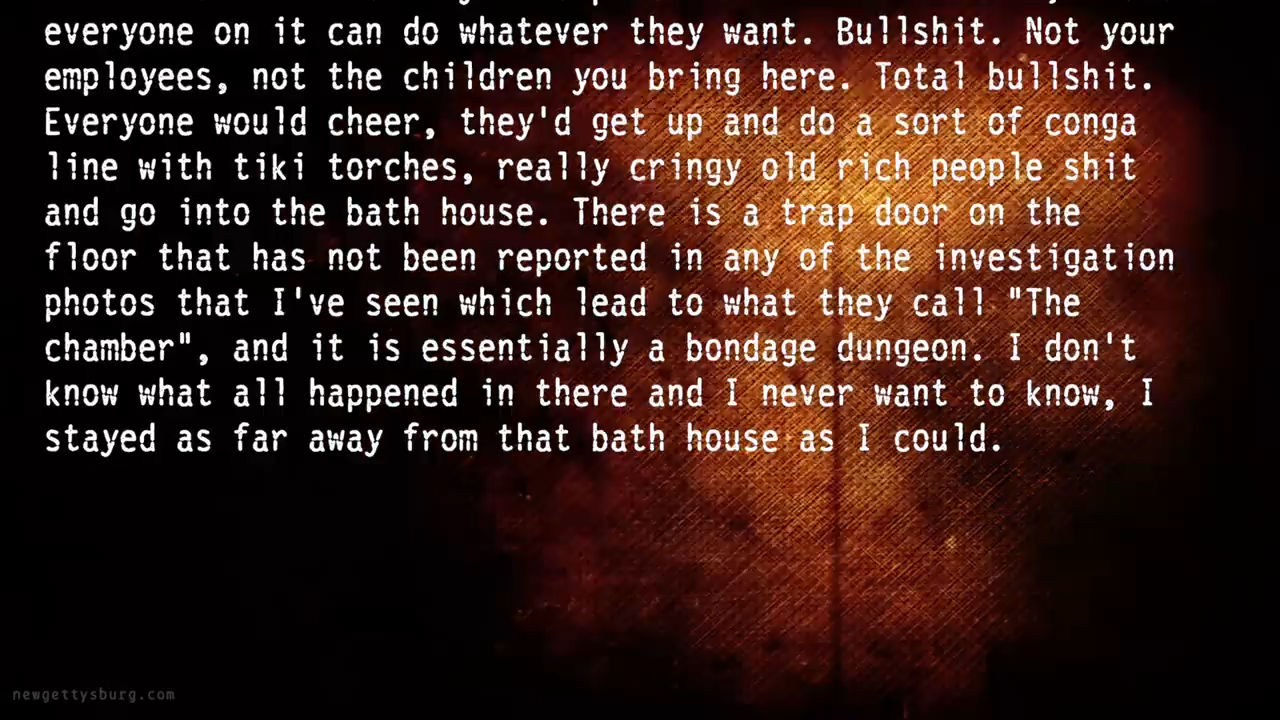 everyone on it can do whatever they want. Bullshit. Not your
employees, not the children you bring here. Total bullshit.
Everyone would cheer, they'd get up and do a sort of conga
line with tiki torches, really cringy old rich people shit
and go into the bath house. There is a trap door on the
floor that has not been reported in any of the investigation
photos that I've seen which lead to what they call "The
chamber", and it is essentially a bondage dungeon. I don't
know what all happened in there and I never want to know, I
stayed as far away from that bath house as I could.
newgettysburg.com